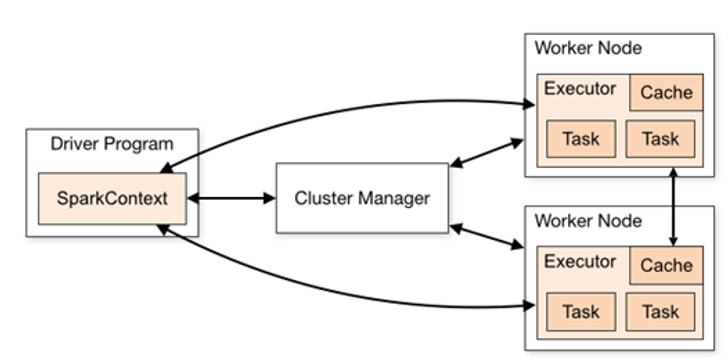 Driver Program
SparkContext
Cluster Manager
Worker Node
Executor
Cache
Task
Task
Worker Node
Executor
Cache
Task
Task